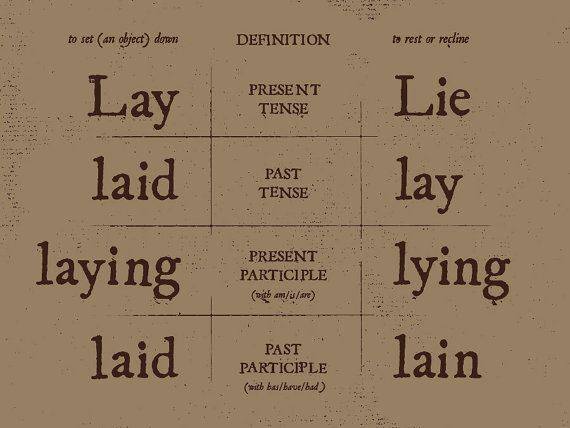 to set (an object) down DEFINITION to rest or recline
Lay PRESENT TENSE Lie
laid PAST TENSE lay
laying PRESENT PARTICIPLE (with am/is/are) lying
laid PAST PARTICIPLE (with has/have/had) lain